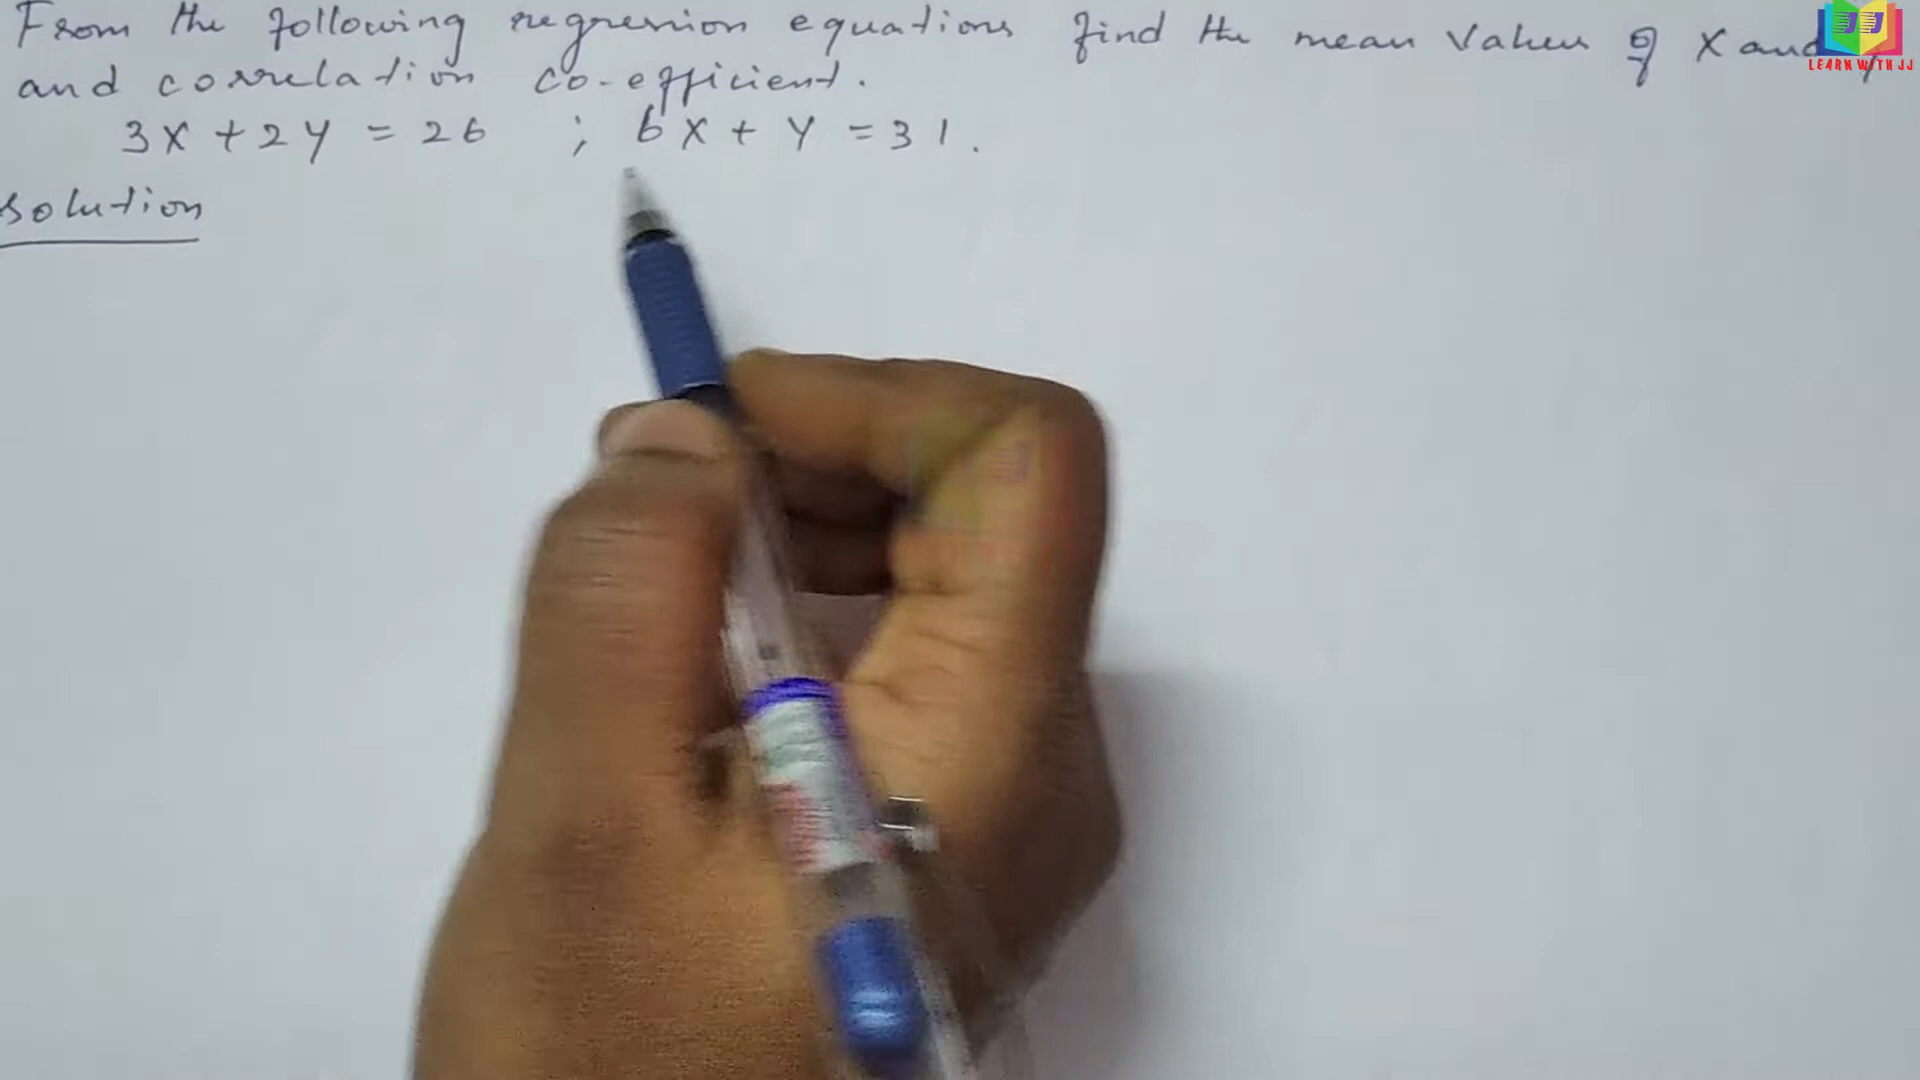 From the following regression equations find the mean values of X and Y
and correlation co-efficient.
3X + 2Y = 26 ; 6X + Y = 31.
Solution
JJ
LEARN WITH JJ